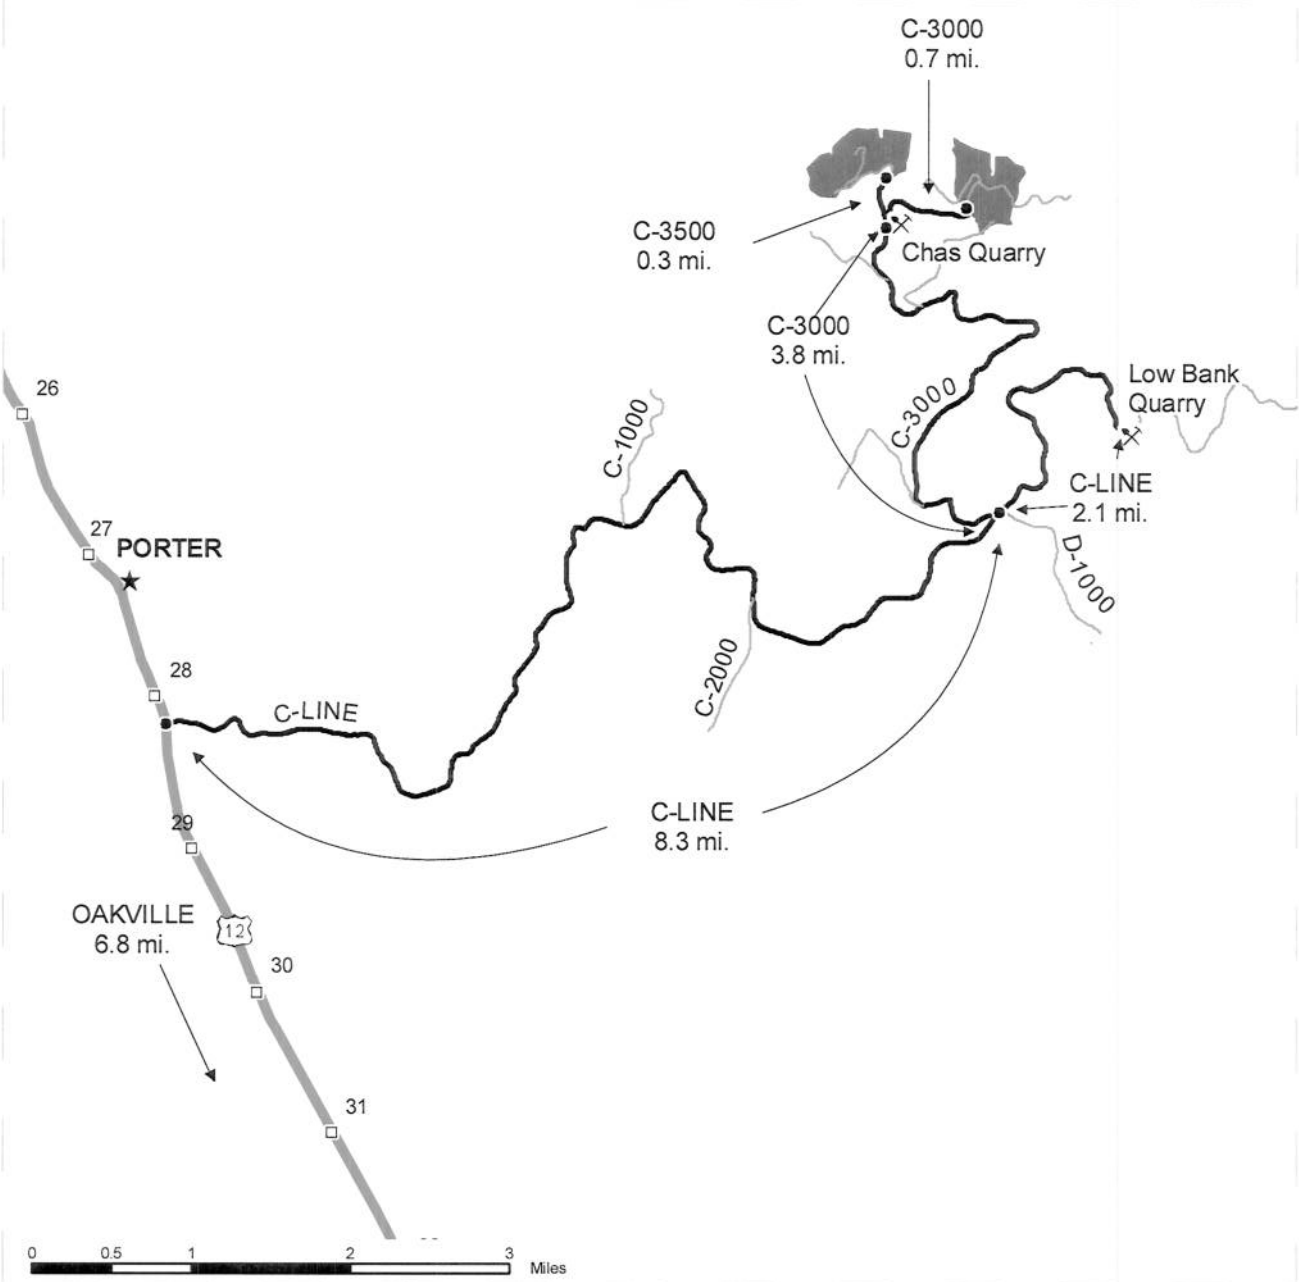 C-3000
0.7 mi.
C-3500
0.3 mi.
Chas Quarry
C-3000
3.8 mi.
Low Bank
Quarry
C-3000
C-1000
C-LINE
2.1 mi.
D-1000
26
27
PORTER
28
C-2000
C-LINE
C-LINE
8.3 mi.
29
OAKVILLE
6.8 mi.
12
30
31
0 0.5 1 2 3 Miles